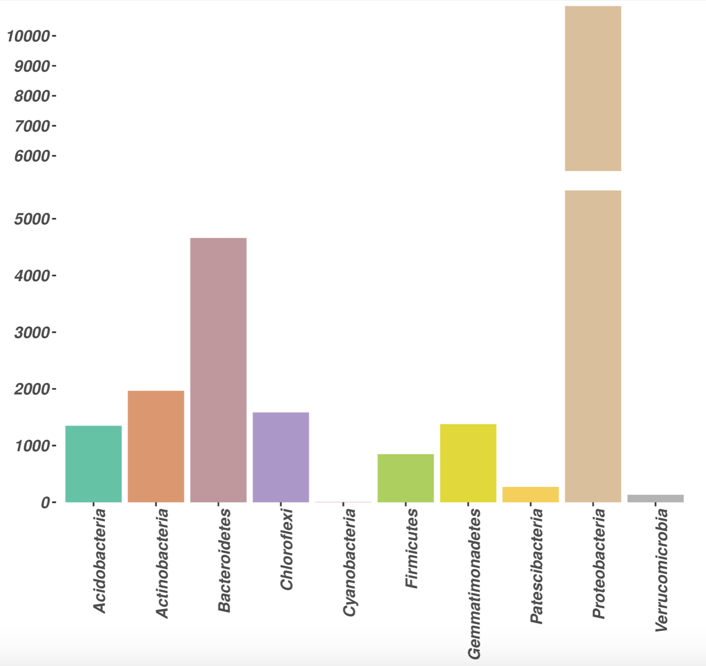 10000
9000
8000
7000
6000
5000
4000
3000
2000
1000
0
Acidobacteria
Actinobacteria
Bacteroidetes
Chloroflexi
Cyanobacteria
Firmicutes
Gemmatimonadetes
Patescibacteria
Proteobacteria
Verrucomicrobia